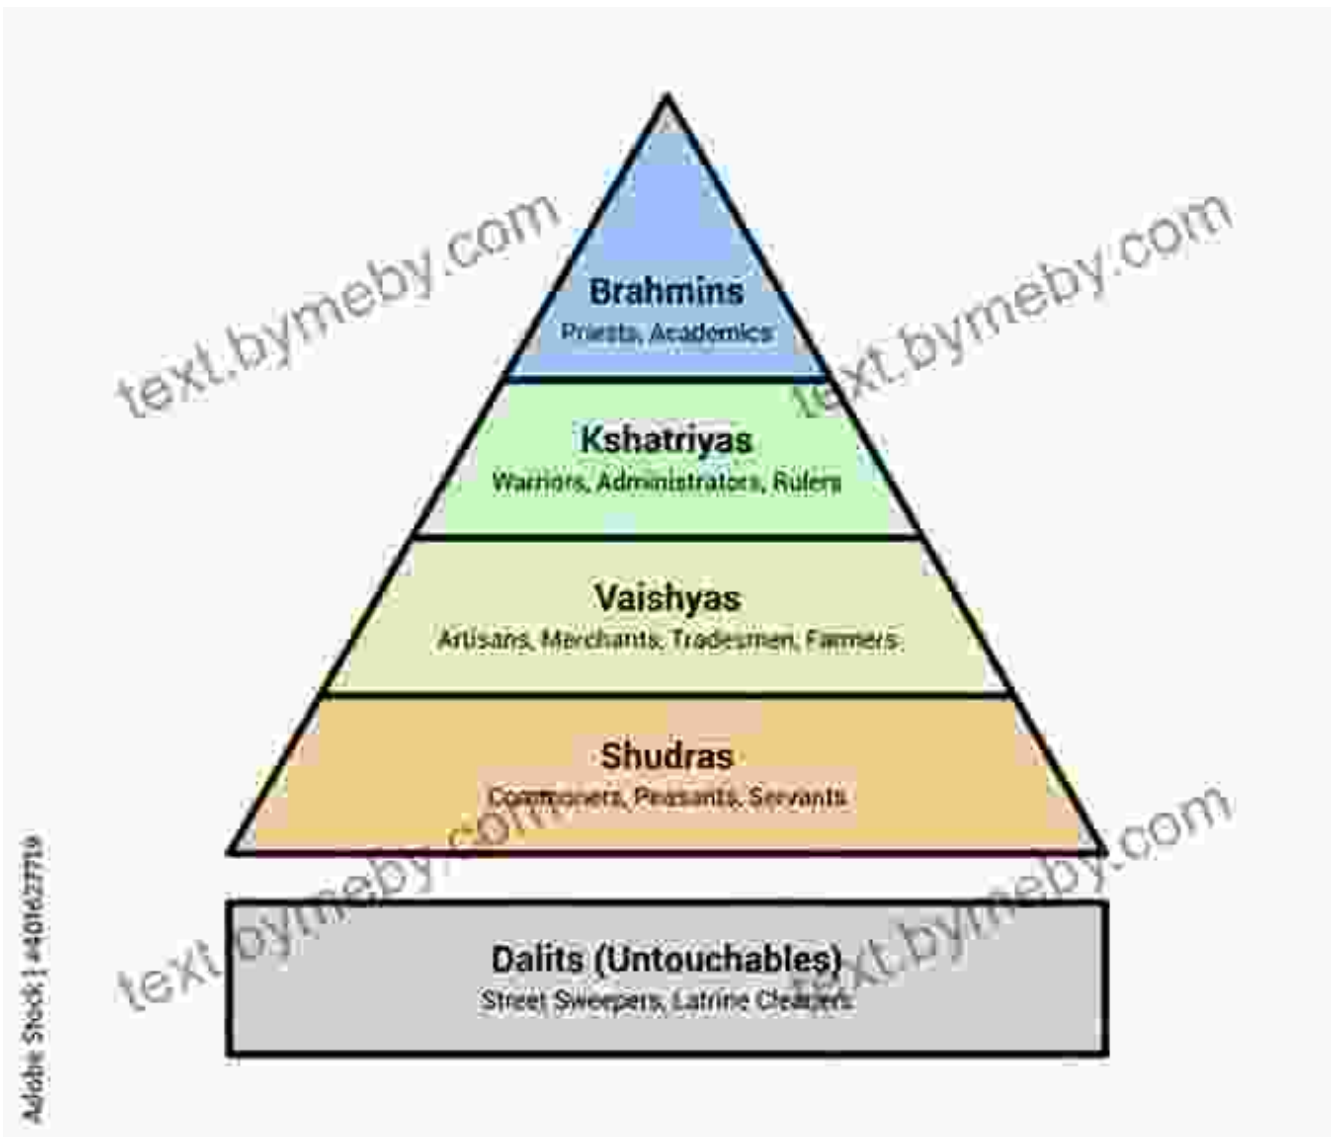 text.bymeby.com
text.bymeby.com
Brahmins
Priests, Academics
Kshatriyas
Warriors, Administrators, Rulers
Vaishyas
Artisans, Merchants, Tradesmen, Farmers
Shudras
Commoners, Peasants, Servants
text.bymeby.com
text.bymeby.com
Dalits (Untouchables)
Street Sweepers, Latrine Cleaners
Adobe Stock | #401627719